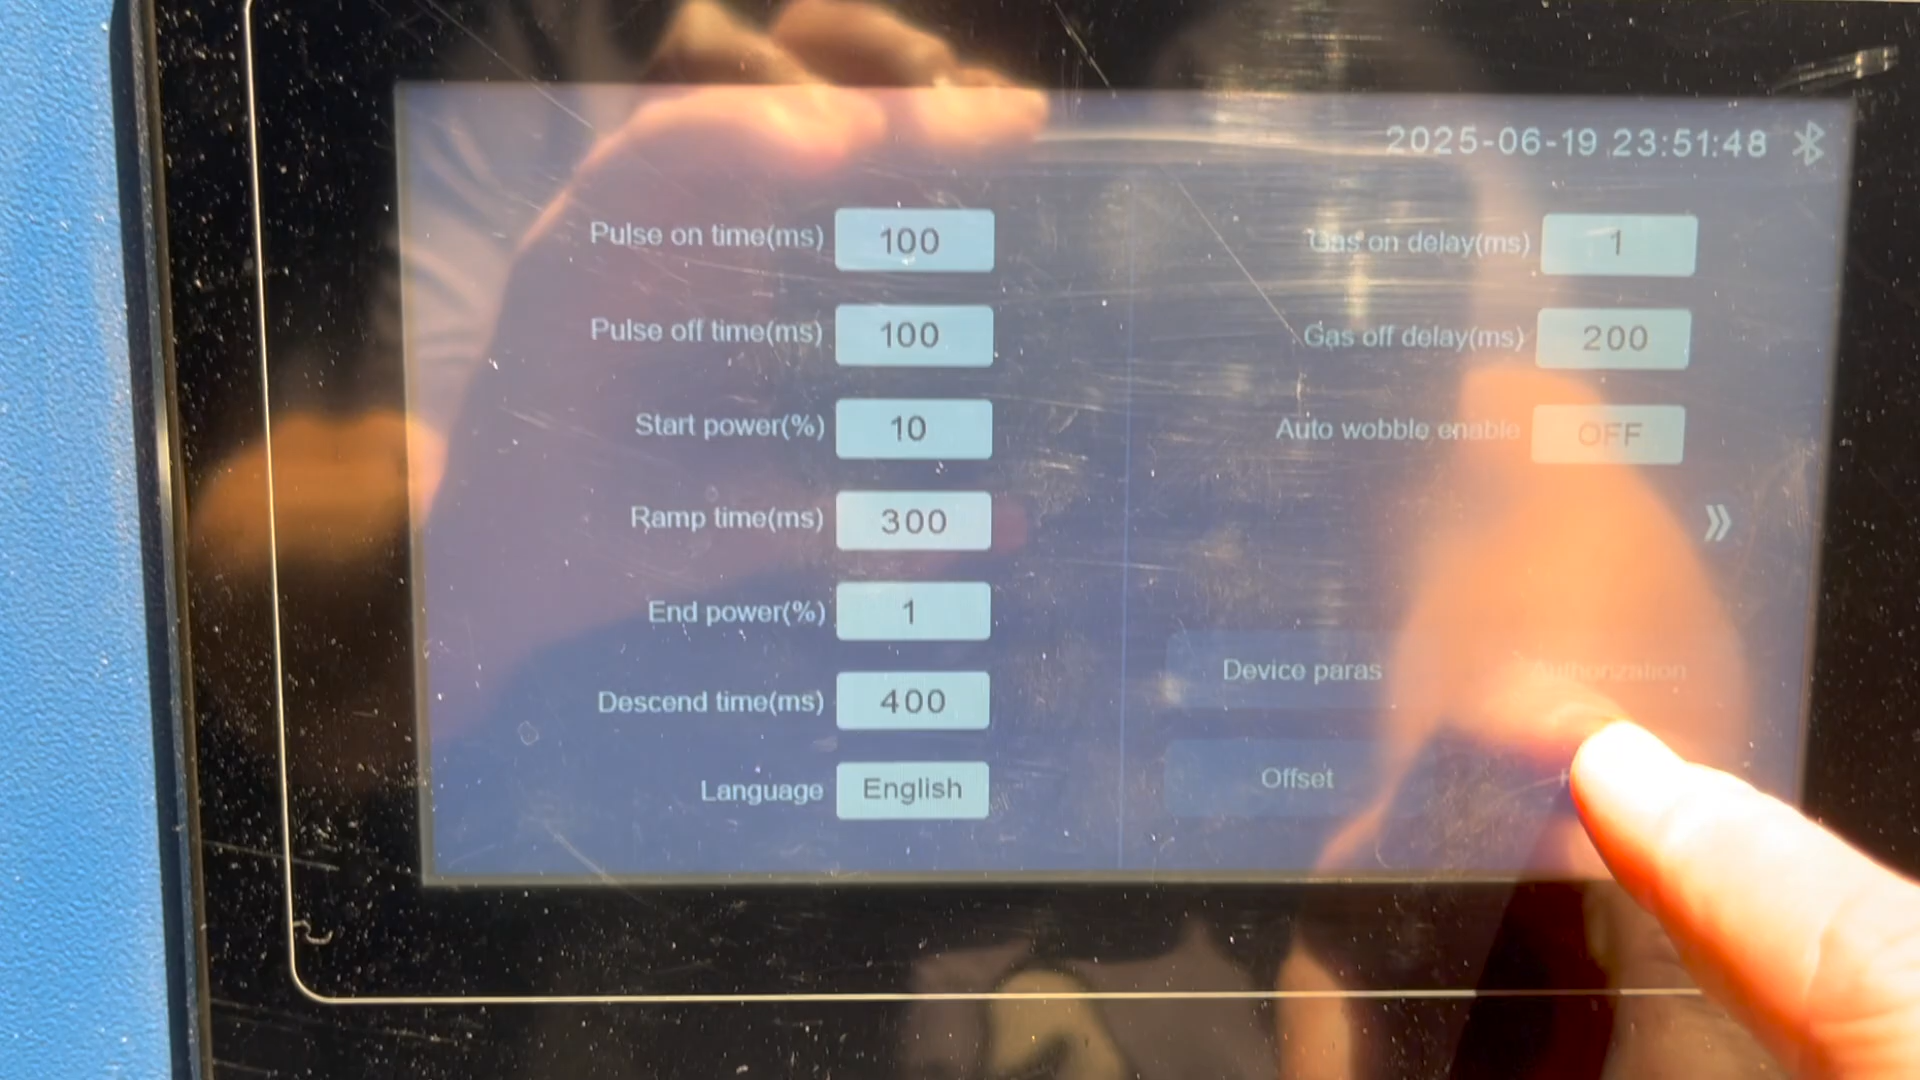 2025-06-19 23:51:48
Pulse on time(ms) 100
Pulse off time(ms) 100
Start power(%) 10
Ramp time(ms) 300
End power(%) 1
Descend time(ms) 400
Language English
Gas on delay(ms) 1
Gas off delay(ms) 200
Auto wobble enable OFF
»
Device paras
Authorization
Offset